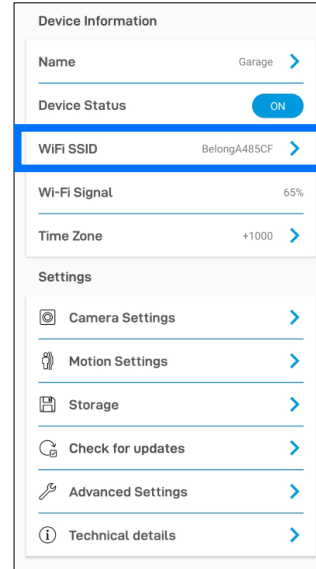 Device Information
Name Garage
Device Status ON
WiFi SSID BelongA485CF
Wi-Fi Signal 65%
Time Zone +1000
Settings
Camera Settings
Motion Settings
Storage
Check for updates
Advanced Settings
Technical details